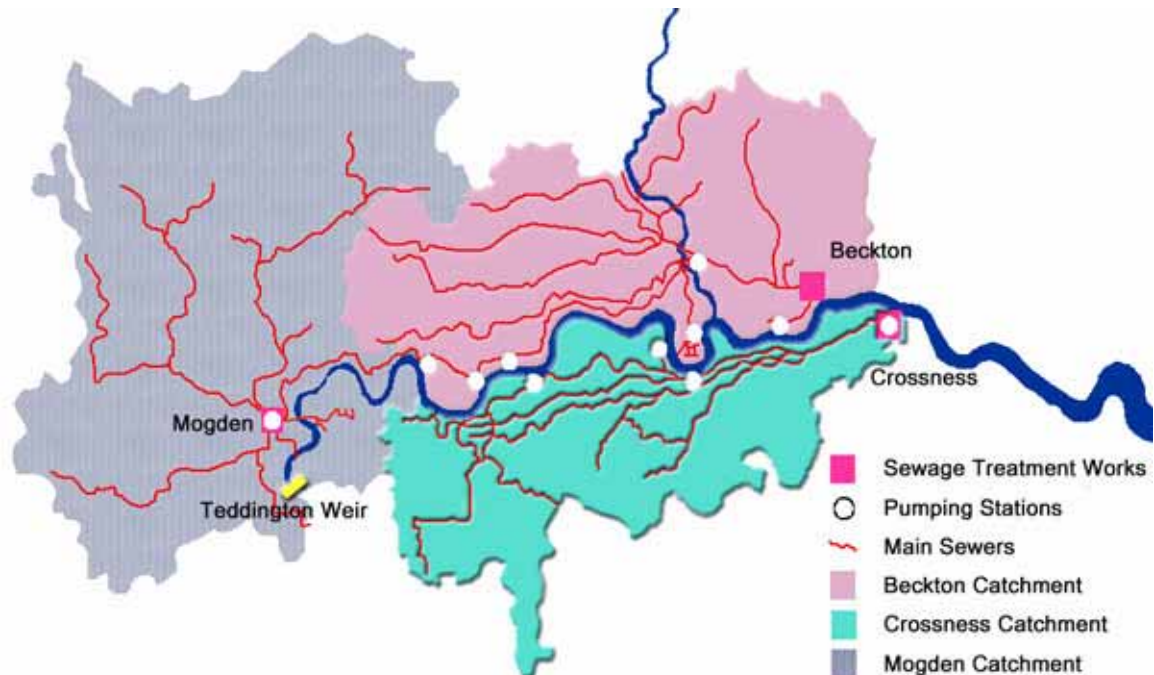 Beckton
Crossness
Mogden
Teddington Weir
Sewage Treatment Works
Pumping Stations
Main Sewers
Beckton Catchment
Crossness Catchment
Mogden Catchment